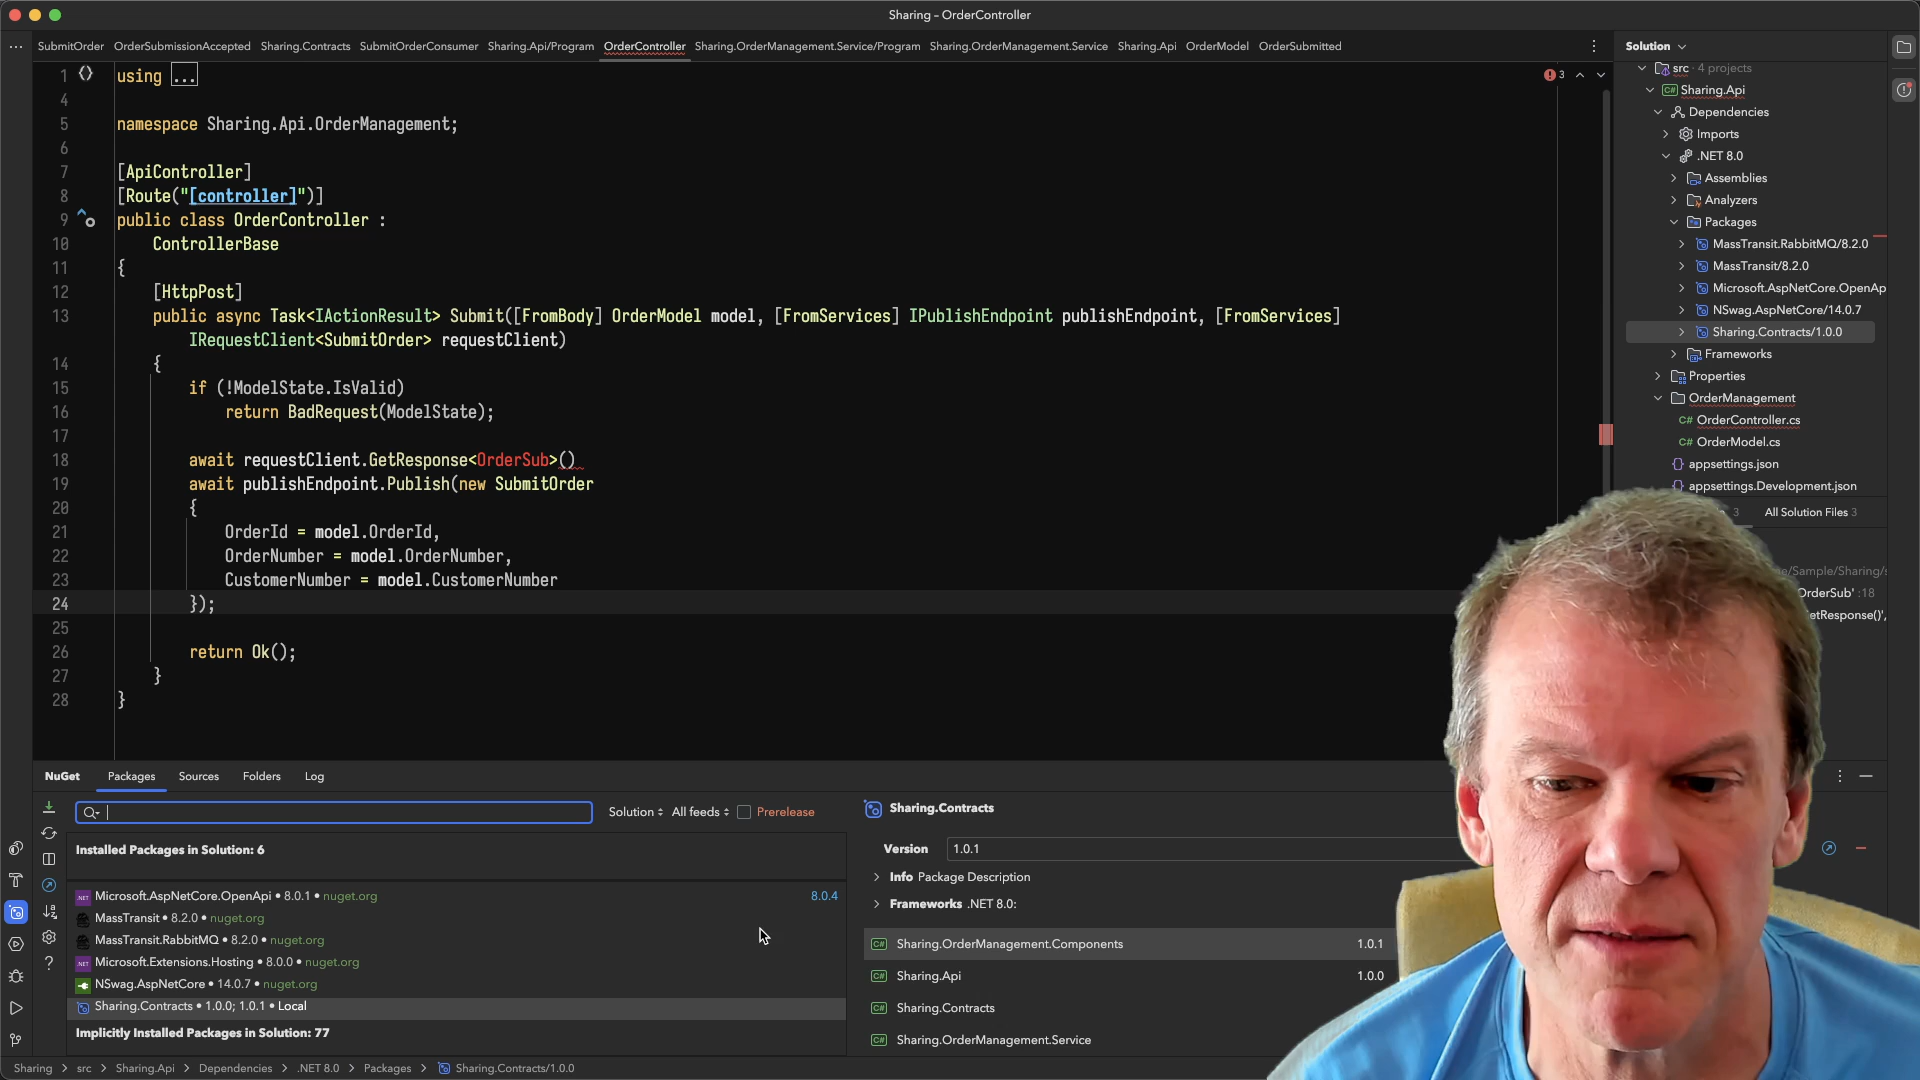 Sharing – OrderController
SubmitOrder OrderSubmissionAccepted Sharing.Contracts SubmitOrderConsumer Sharing.Api/Program OrderController Sharing.OrderManagement.Service/Program Sharing.OrderManagement.Service Sharing.Api OrderModel OrderSubmitted
1 using ...
4
5 namespace Sharing.Api.OrderManagement;
6
7 [ApiController]
8 [Route("[controller]")]
9 public class OrderController :
10 ControllerBase
11 {
12 [HttpPost]
13 public async Task<IActionResult> Submit([FromBody] OrderModel model, [FromServices] IPublishEndpoint publishEndpoint, [FromServices]
IRequestClient<SubmitOrder> requestClient)
14 {
15 if (!ModelState.IsValid)
16 return BadRequest(ModelState);
17
18 await requestClient.GetResponse<OrderSub>()
19 await publishEndpoint.Publish(new SubmitOrder
20 {
21 OrderId = model.OrderId,
22 OrderNumber = model.OrderNumber,
23 CustomerNumber = model.CustomerNumber
24 });
25
26 return Ok();
27 }
28 }
3
Solution
src · 4 projects
Sharing.Api
Dependencies
Imports
.NET 8.0
Assemblies
Analyzers
Packages
MassTransit.RabbitMQ/8.2.0
MassTransit/8.2.0
Microsoft.AspNetCore.OpenAp
NSwag.AspNetCore/14.0.7
Sharing.Contracts/1.0.0
Frameworks
Properties
OrderManagement
C# OrderController.cs
C# OrderModel.cs
appsettings.json
appsettings.Development.json
3 All Solution Files 3
/Sample/Sharing/s
OrderSub' :18
etResponse()',
NuGet Packages Sources Folders Log
Solution All feeds Prerelease
Installed Packages in Solution: 6
Microsoft.AspNetCore.OpenApi • 8.0.1 • nuget.org 8.0.4
MassTransit • 8.2.0 • nuget.org
MassTransit.RabbitMQ • 8.2.0 • nuget.org
Microsoft.Extensions.Hosting • 8.0.0 • nuget.org
NSwag.AspNetCore • 14.0.7 • nuget.org
Sharing.Contracts • 1.0.0; 1.0.1 • Local
Implicitly Installed Packages in Solution: 77
Sharing.Contracts
Version 1.0.1
Info Package Description
Frameworks .NET 8.0:
C# Sharing.OrderManagement.Components 1.0.1
C# Sharing.Api 1.0.0
C# Sharing.Contracts
C# Sharing.OrderManagement.Service
Sharing > src > Sharing.Api > Dependencies > .NET 8.0 > Packages > Sharing.Contracts/1.0.0